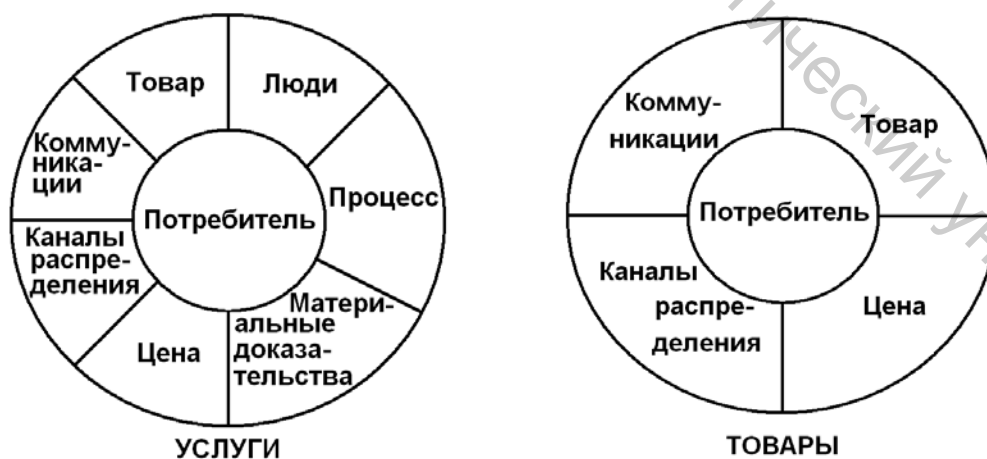 Товар
Люди
Комму-
ника-
ции
Процесс
Потребитель
Каналы
распре-
деления
Матери-
альные
доказа-
тельства
Цена
УСЛУГИ
Комму-
никации
Товар
Потребитель
Каналы
распре-
деления
Цена
ТОВАРЫ